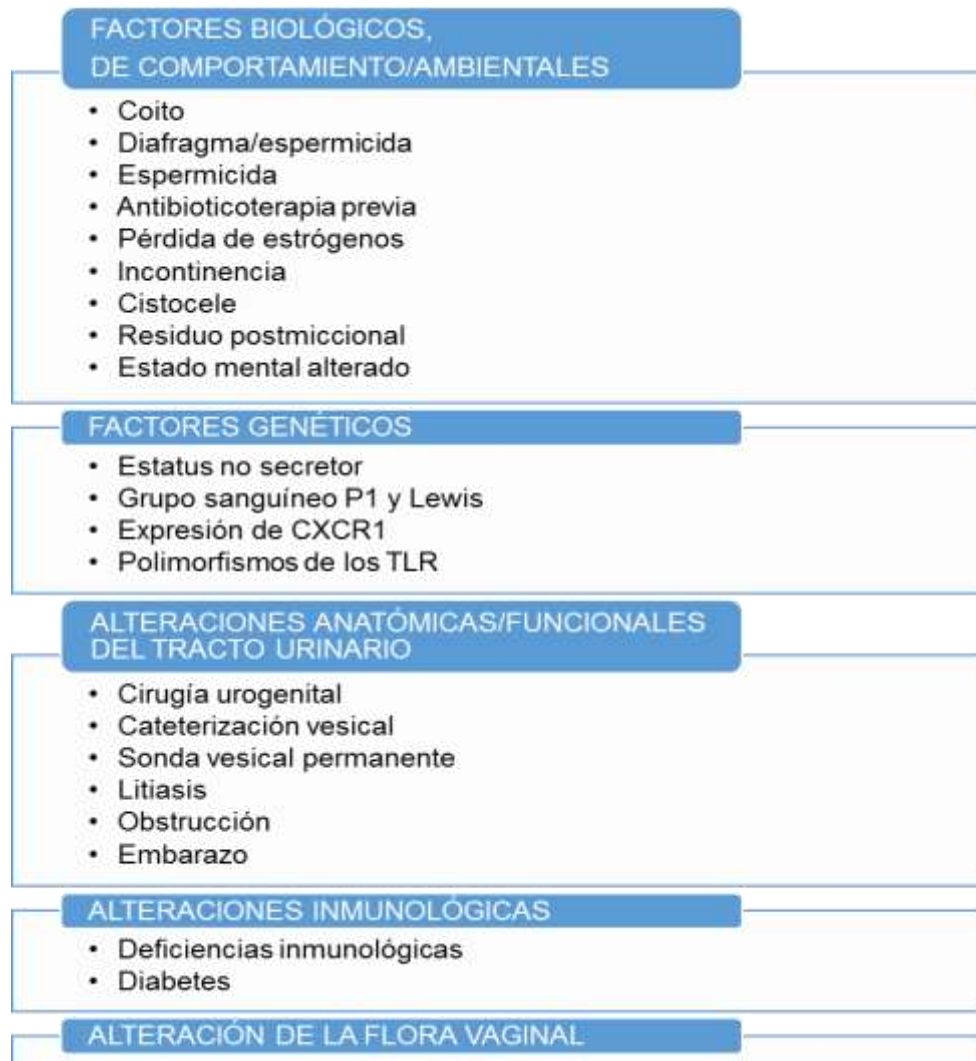 FACTORES BIOLÓGICOS,
DE COMPORTAMIENTO/AMBIENTALES
• Coito
• Diafragma/espermicida
• Espermicida
• Antibioticoterapia previa
• Pérdida de estrógenos
• Incontinencia
• Cistocele
• Residuo postmiccional
• Estado mental alterado
FACTORES GENÉTICOS
• Estatus no secretor
• Grupo sanguíneo P1 y Lewis
• Expresión de CXCR1
• Polimorfismos de los TLR
ALTERACIONES ANATÓMICAS/FUNCIONALES
DEL TRACTO URINARIO
• Cirugía urogenital
• Cateterización vesical
• Sonda vesical permanente
• Litiasis
• Obstrucción
• Embarazo
ALTERACIONES INMUNOLÓGICAS
• Deficiencias inmunológicas
• Diabetes
ALTERACIÓN DE LA FLORA VAGINAL